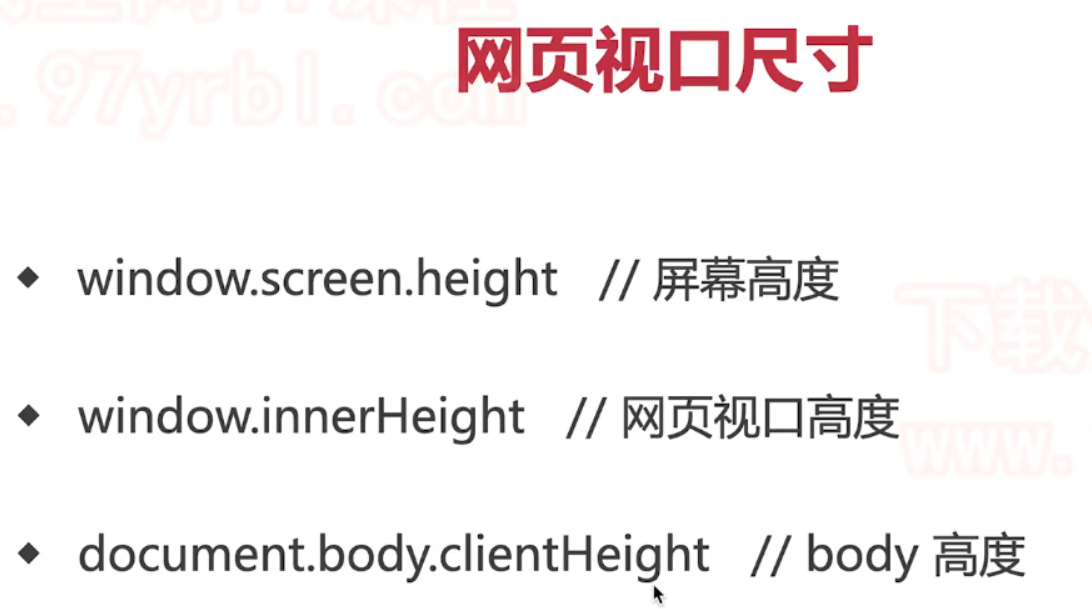 网页视口尺寸
.97yrbl.com
◆ window.screen.height // 屏幕高度
下载
◆ window.innerHeight // 网页视口高度
www.
◆ document.body.clientHeight // body 高度